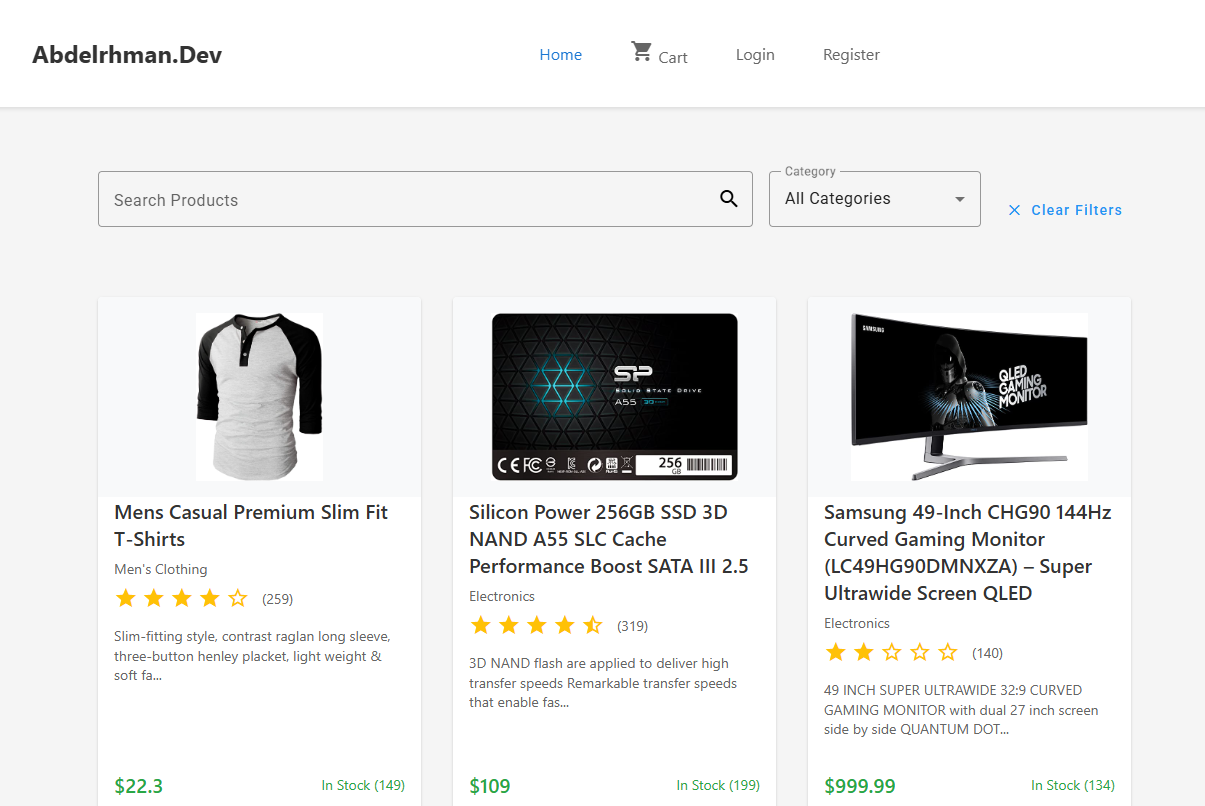 Abdelrhman.Dev
Home
Cart
Login
Register
Category
Search Products
All Categories
Clear Filters
SP
SOLID STATE DRIVE
A55
3D
256
GB
SAMSUNG
QLED
GAMING
MONITOR
Mens Casual Premium Slim Fit
T-Shirts
Men's Clothing
(259)
Slim-fitting style, contrast raglan long sleeve,
three-button henley placket, light weight &
soft fa...
$22.3
In Stock (149)
Silicon Power 256GB SSD 3D
NAND A55 SLC Cache
Performance Boost SATA III 2.5
Electronics
(319)
3D NAND flash are applied to deliver high
transfer speeds Remarkable transfer speeds
that enable fas...
$109
In Stock (199)
Samsung 49-Inch CHG90 144Hz
Curved Gaming Monitor
(LC49HG90DMNXZA) – Super
Ultrawide Screen QLED
Electronics
(140)
49 INCH SUPER ULTRAWIDE 32:9 CURVED
GAMING MONITOR with dual 27 inch screen
side by side QUANTUM DOT...
$999.99
In Stock (134)